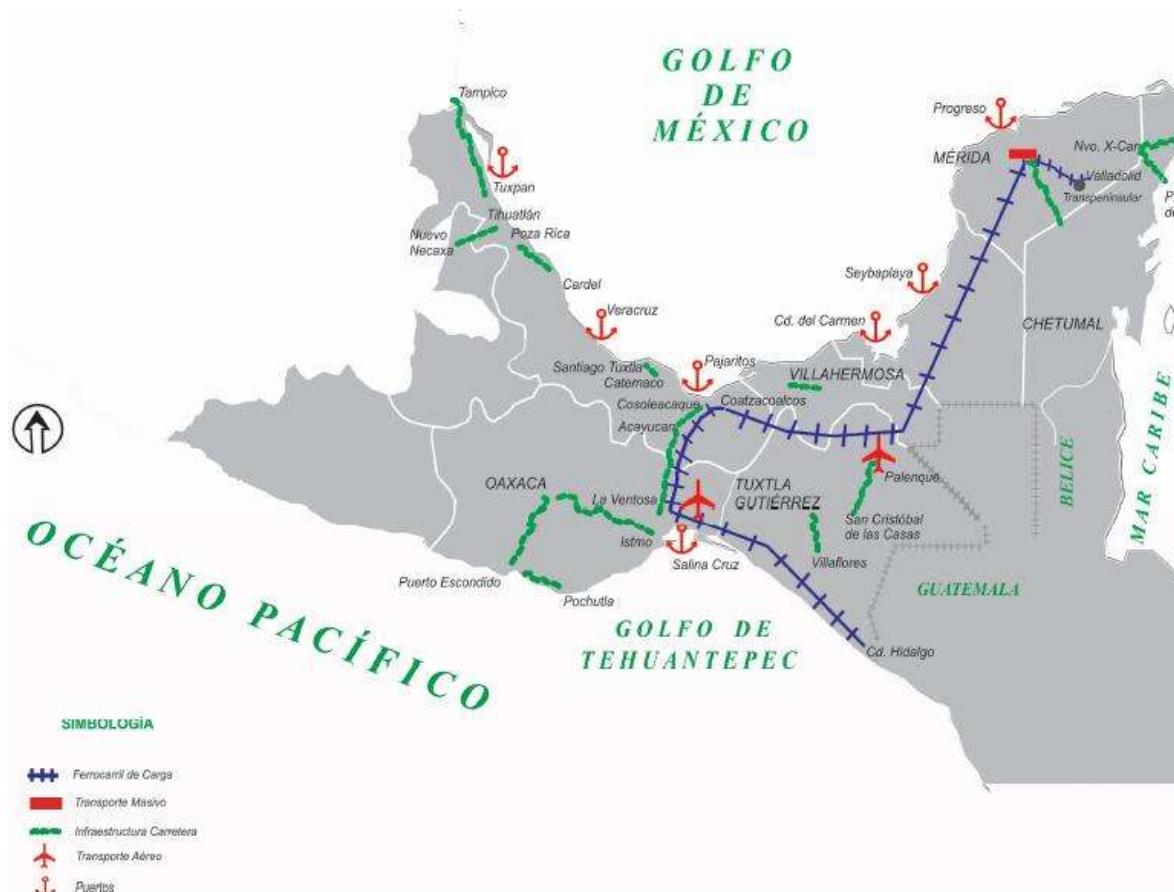 GOLFO
DE
MÉXICO
Tampico
Progreso
MÉRIDA
Nvo. X-Can
Valladolid
Transpeninsular
Tuxpan
Tihuatlán
Nuevo
Necaxa
Poza Rica
Cardel
Seybaplaya
Veracruz
Cd. del Carmen
CHETUMAL
Santiago Tuxtla
Catemaco
Pajaritos
VILLAHERMOSA
Cosoleacaque
Coatzacoalcos
Acayucan
MAR CARIBE
BELICE
OAXACA
La Ventosa
TUXTLA
GUTIÉRREZ
Palenque
San Cristóbal
de las Casas
Istmo
Salina Cruz
Villaflores
Puerto Escondido
Pochutla
GUATEMALA
OCÉANO PACÍFICO
GOLFO DE
TEHUANTEPEC
Cd. Hidalgo
SIMBOLOGÍA
Ferrocarril de Carga
Transporte Masivo
Infraestructura Carretera
Transporte Aéreo
Puertos